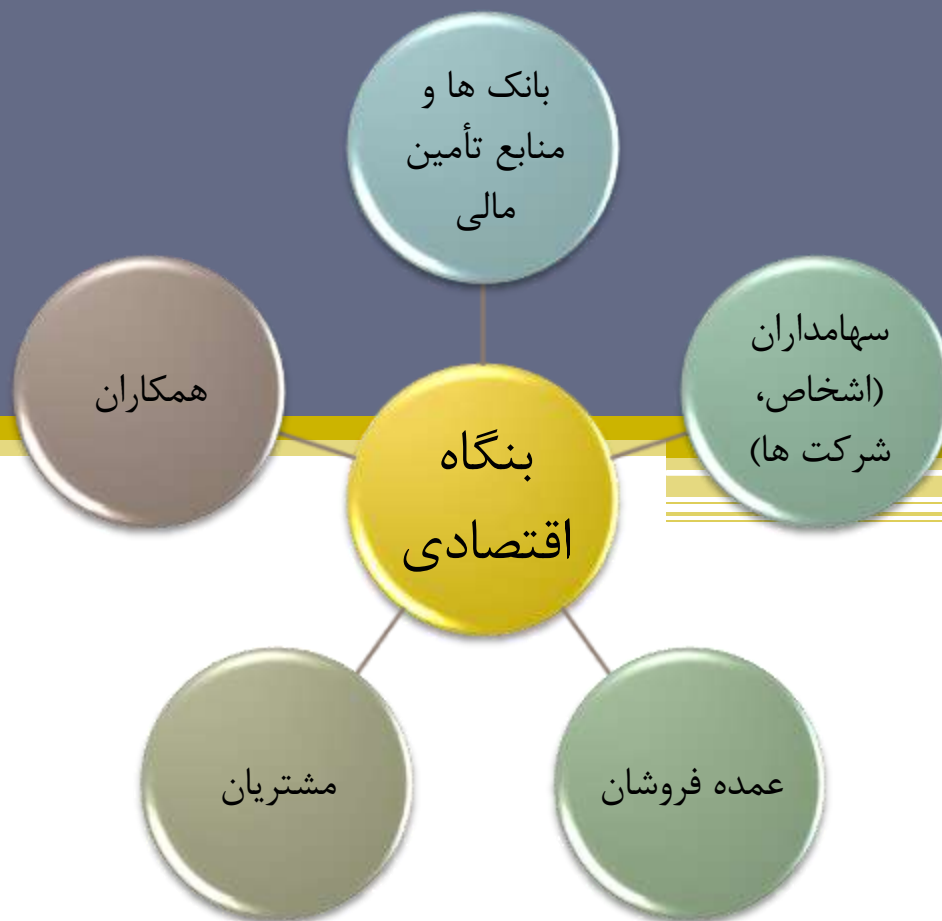 بانک ها و
منابع تأمین
مالی
سهامداران
(اشخاص،
شرکت ها)
همکاران
بنگاه
اقتصادی
عمده فروشان
مشتریان